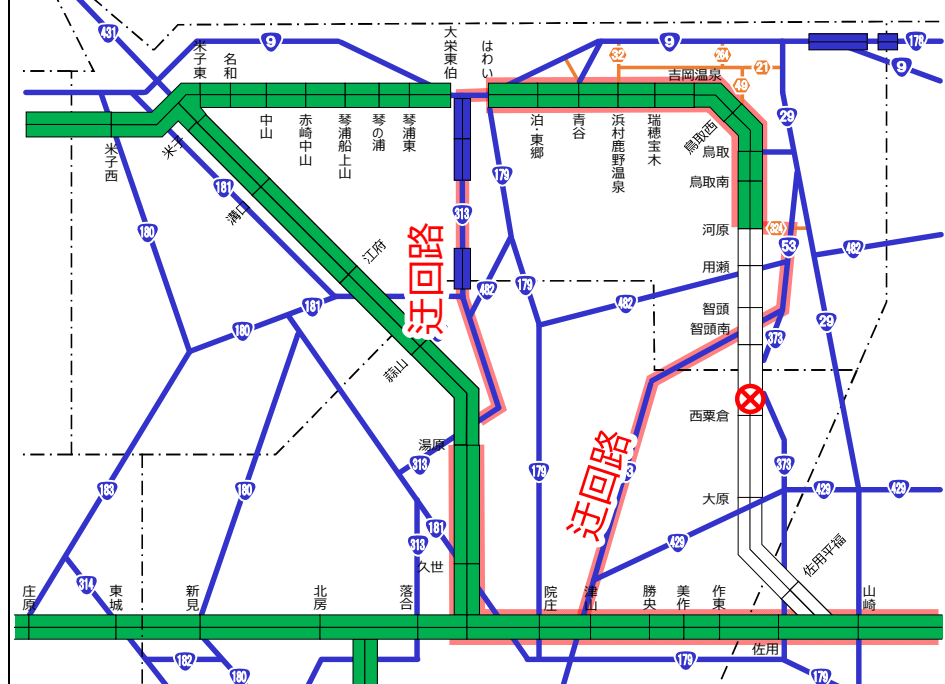 431
9
大栄東伯
はわい
9
32
264
178
9
米子東
名和
吉岡温泉
21
49
29
米子西
米子
中山
赤碕中山
琴浦船上山
琴の浦
琴浦東
泊・東郷
青谷
浜村鹿野温泉
瑞穂宝木
鳥取西
鳥取
鳥取南
181
溝口
179
313
河原
324
180
江府
53
482
用瀬
迂回路
482
179
482
智頭
181
180
智頭南
373
29
蒜山
西粟倉
湯原
313
迂回路
179
373
183
180
大原
429
429
181
313
429
佐用平福
久世
314
庄原
東城
新見
北房
落合
院庄
津山
勝央
美作
作東
山崎
佐用
182
180
179
179